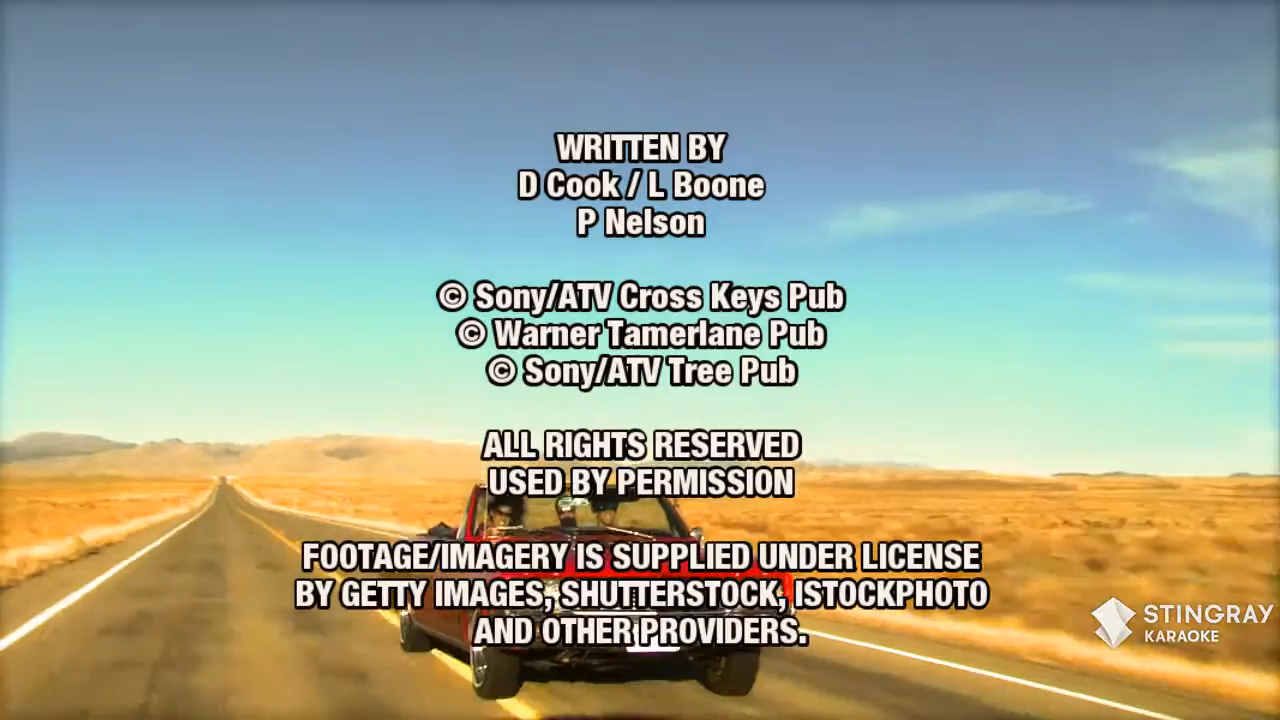 WRITTEN BY
D Cook / L Boone
P Nelson
© Sony/ATV Cross Keys Pub
© Warner Tamerlane Pub
© Sony/ATV Tree Pub
ALL RIGHTS RESERVED
USED BY PERMISSION
FOOTAGE/IMAGERY IS SUPPLIED UNDER LICENSE
BY GETTY IMAGES, SHUTTERSTOCK, ISTOCKPHOTO
AND OTHER PROVIDERS.
STINGRAY
KARAOKE